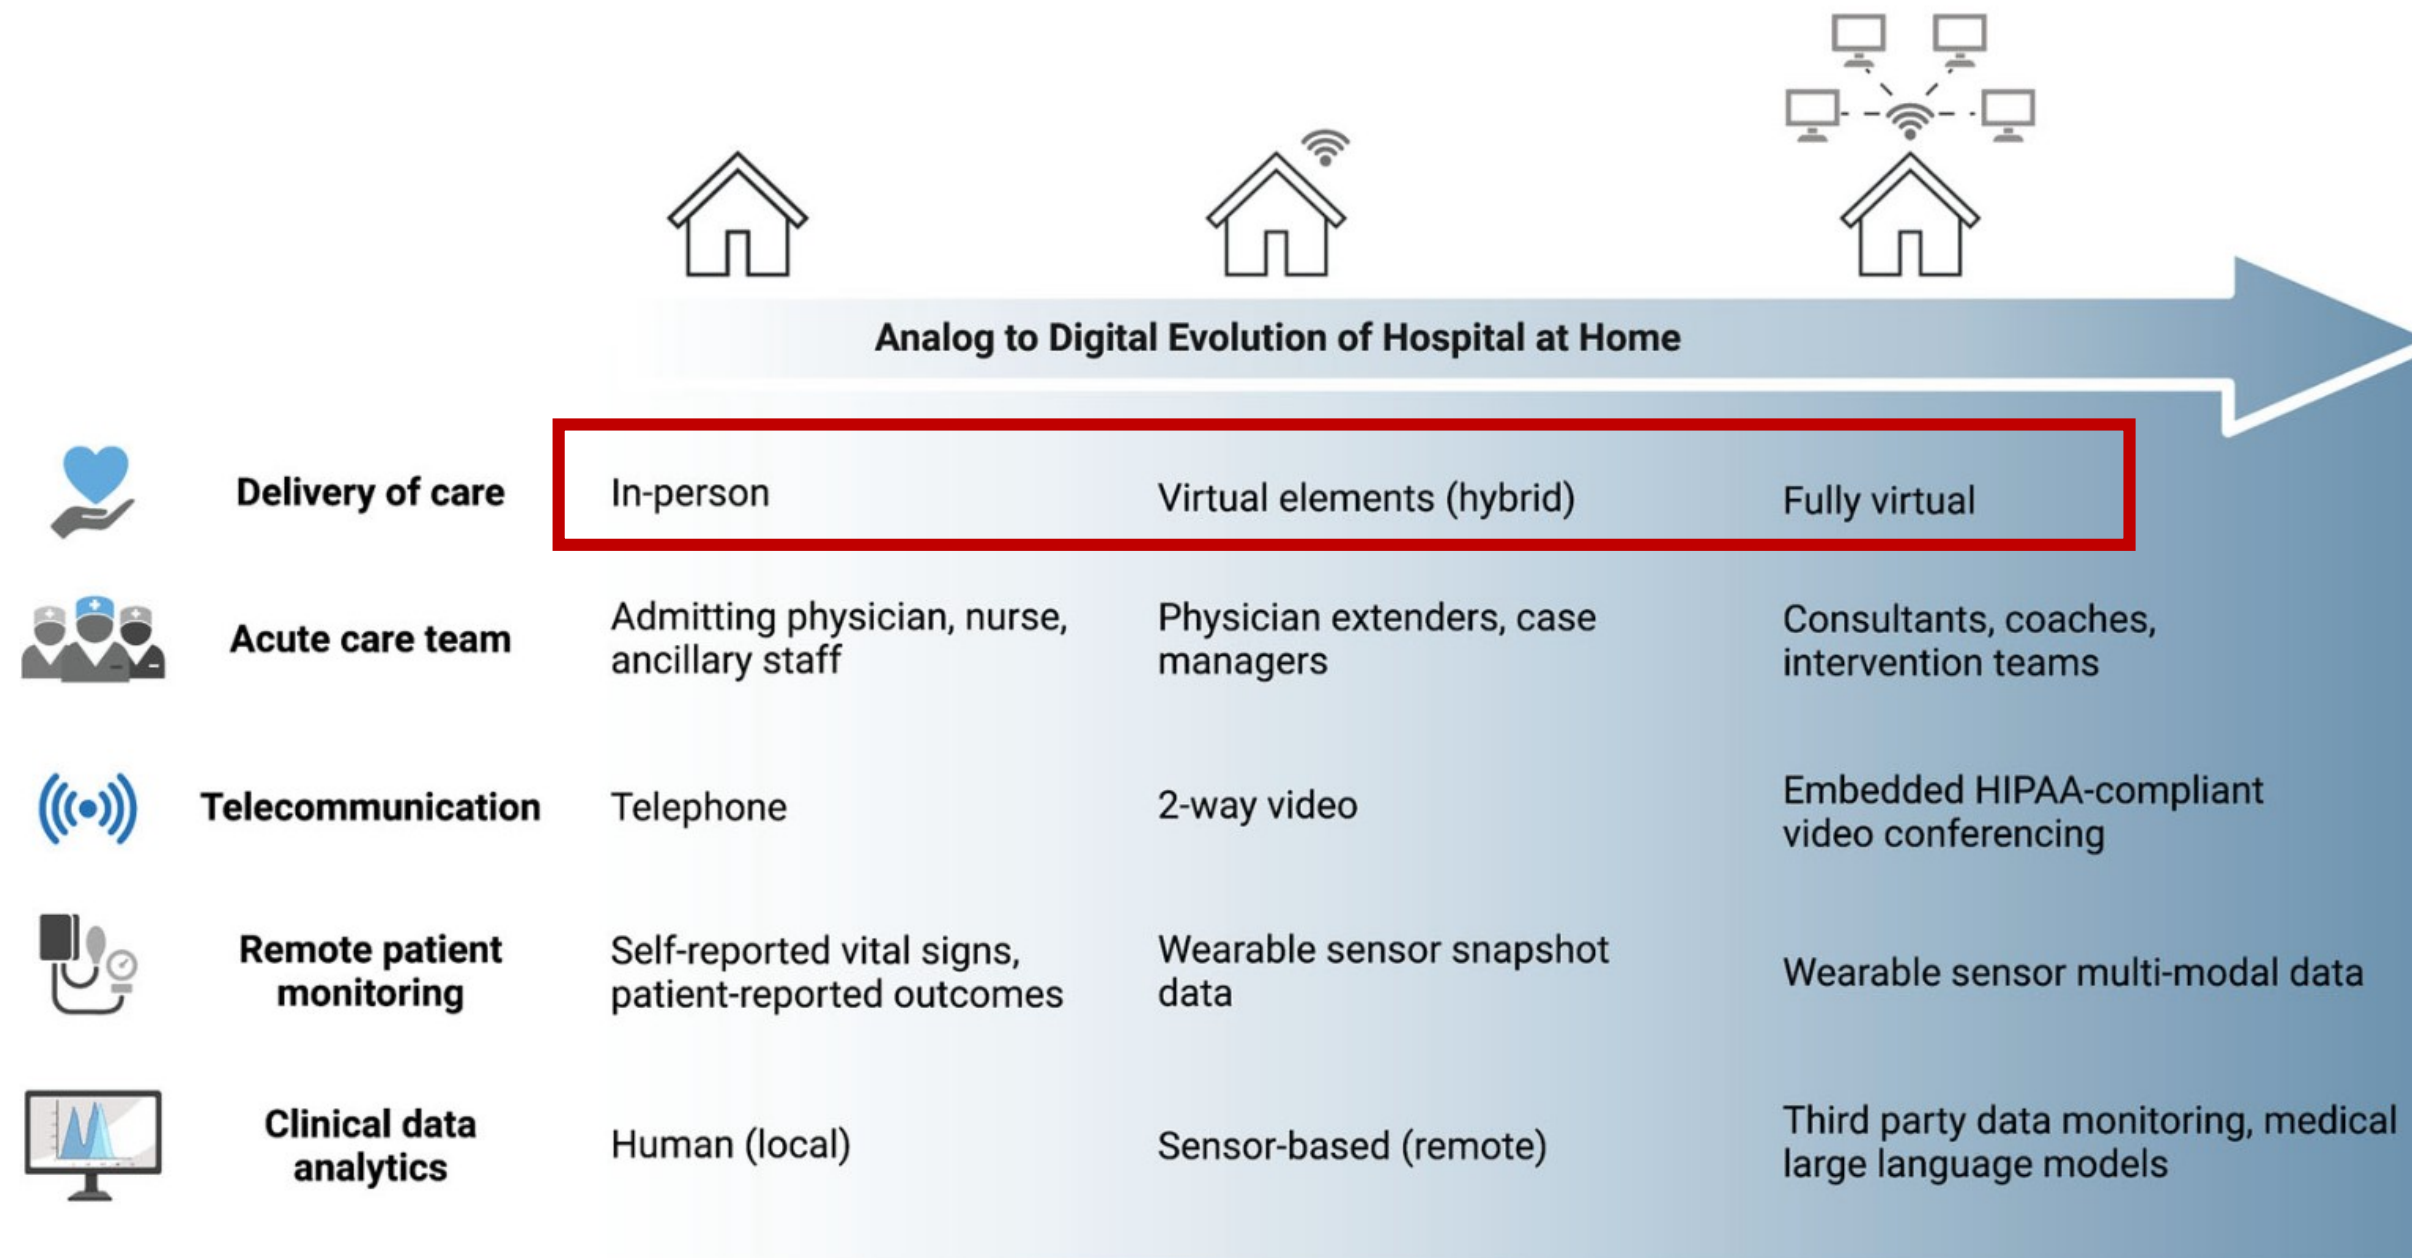 Analog to Digital Evolution of Hospital at Home
Delivery of care
In-person
Virtual elements (hybrid)
Fully virtual
Acute care team
Admitting physician, nurse,
ancillary staff
Physician extenders, case
managers
Consultants, coaches,
intervention teams
Telecommunication
Telephone
2-way video
Embedded HIPAA-compliant
video conferencing
Remote patient
monitoring
Self-reported vital signs,
patient-reported outcomes
Wearable sensor snapshot
data
Wearable sensor multi-modal data
Clinical data
analytics
Human (local)
Sensor-based (remote)
Third party data monitoring, medical
large language models